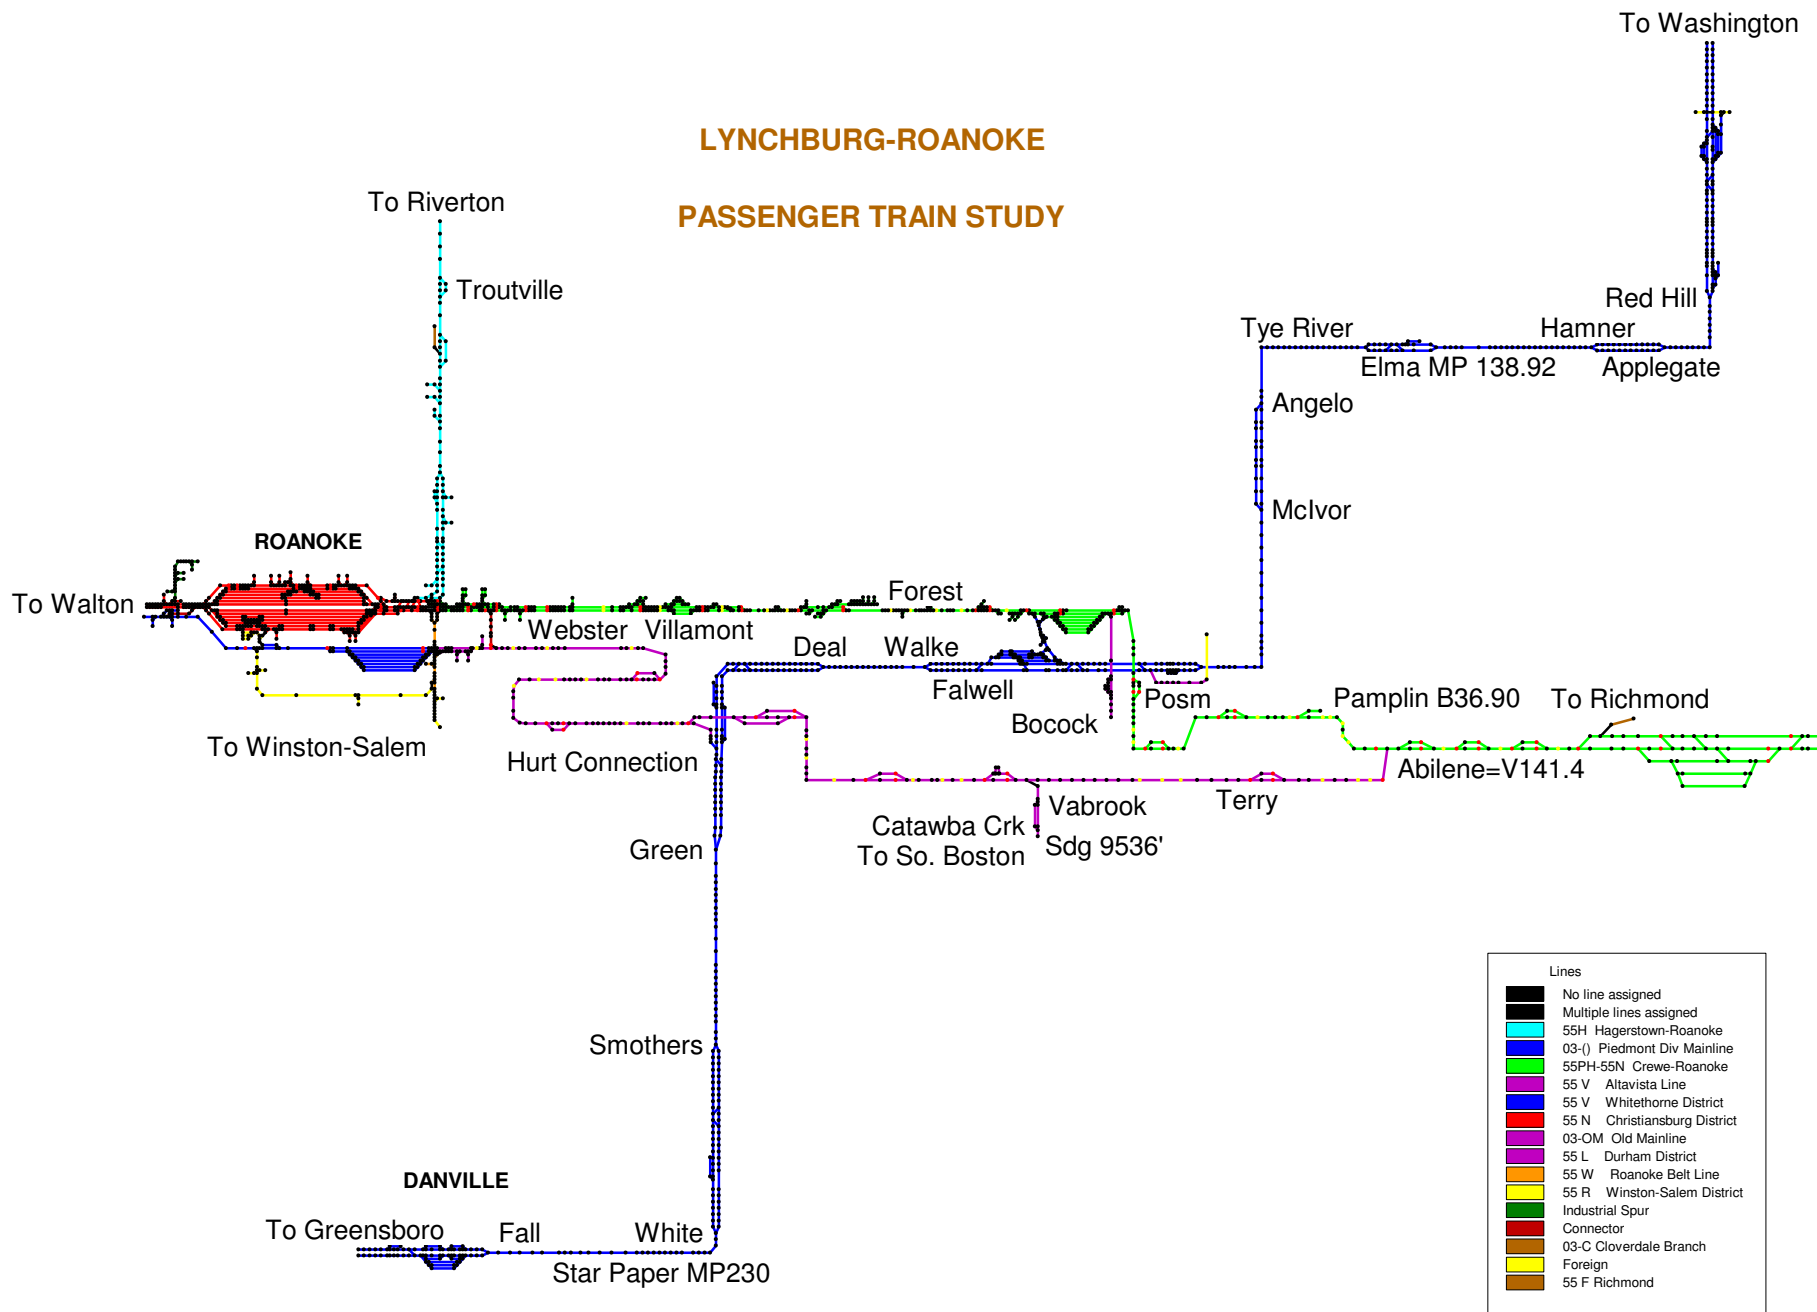 To Washington
LYNCHBURG-ROANOKE
PASSENGER TRAIN STUDY
To Riverton
Troutville
Red Hill
Tye River
Hamner
Elma MP 138.92
Applegate
Angelo
McIvor
ROANOKE
To Walton
Forest
Webster
Villamont
Deal
Walke
Falwell
Posm
Bocock
Pamplin B36.90
To Richmond
To Winston-Salem
Hurt Connection
Abilene=V141.4
Vabrook
Terry
Catawba Crk
Sdg 9536'
To So. Boston
Green
Smothers
DANVILLE
To Greensboro
Fall
White
Star Paper MP230
Lines
No line assigned
Multiple lines assigned
55H Hagerstown-Roanoke
03-() Piedmont Div Mainline
55PH-55N Crewe-Roanoke
55 V Altavista Line
55 V Whitethorne District
55 N Christiansburg District
03-OM Old Mainline
55 L Durham District
55 W Roanoke Belt Line
55 R Winston-Salem District
Industrial Spur
Connector
03-C Cloverdale Branch
Foreign
55 F Richmond